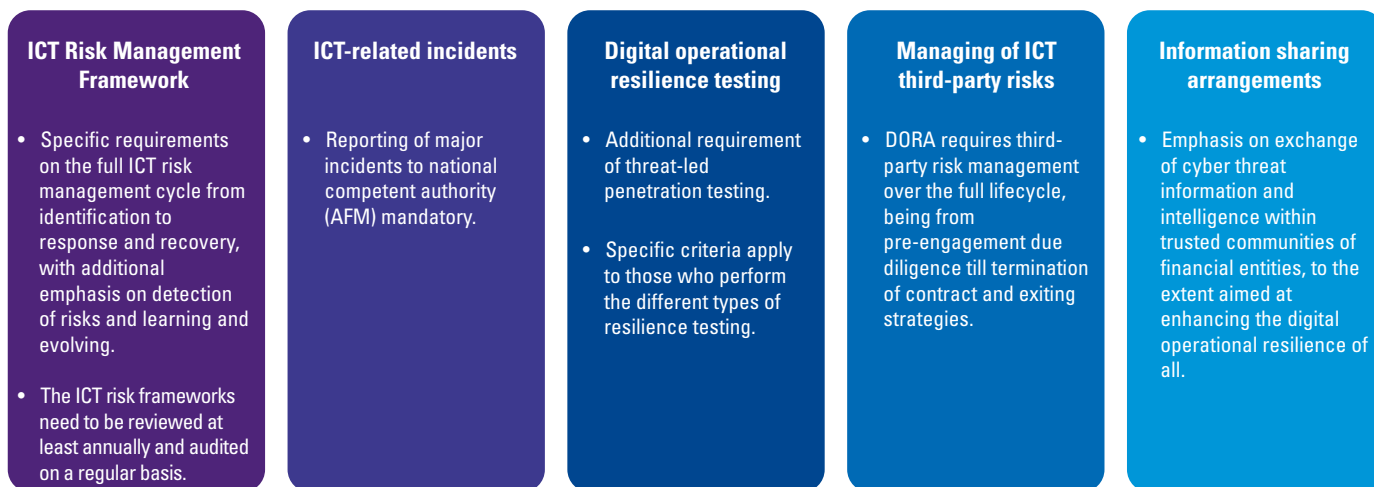 ICT Risk Management
Framework
• Specific requirements
on the full ICT risk
management cycle from
identification to
response and recovery,
with additional
emphasis on detection
of risks and learning and
evolving.
• The ICT risk frameworks
need to be reviewed at
least annually and audited
on a regular basis.
ICT-related incidents
• Reporting of major
incidents to national
competent authority
(AFM) mandatory.
Digital operational
resilience testing
• Additional requirement
of threat-led
penetration testing.
• Specific criteria apply
to those who perform
the different types of
resilience testing.
Managing of ICT
third-party risks
• DORA requires third-
party risk management
over the full lifecycle,
being from
pre-engagement due
diligence till termination
of contract and exiting
strategies.
Information sharing
arrangements
• Emphasis on exchange
of cyber threat
information and
intelligence within
trusted communities of
financial entities, to the
extent aimed at
enhancing the digital
operational resilience of
all.